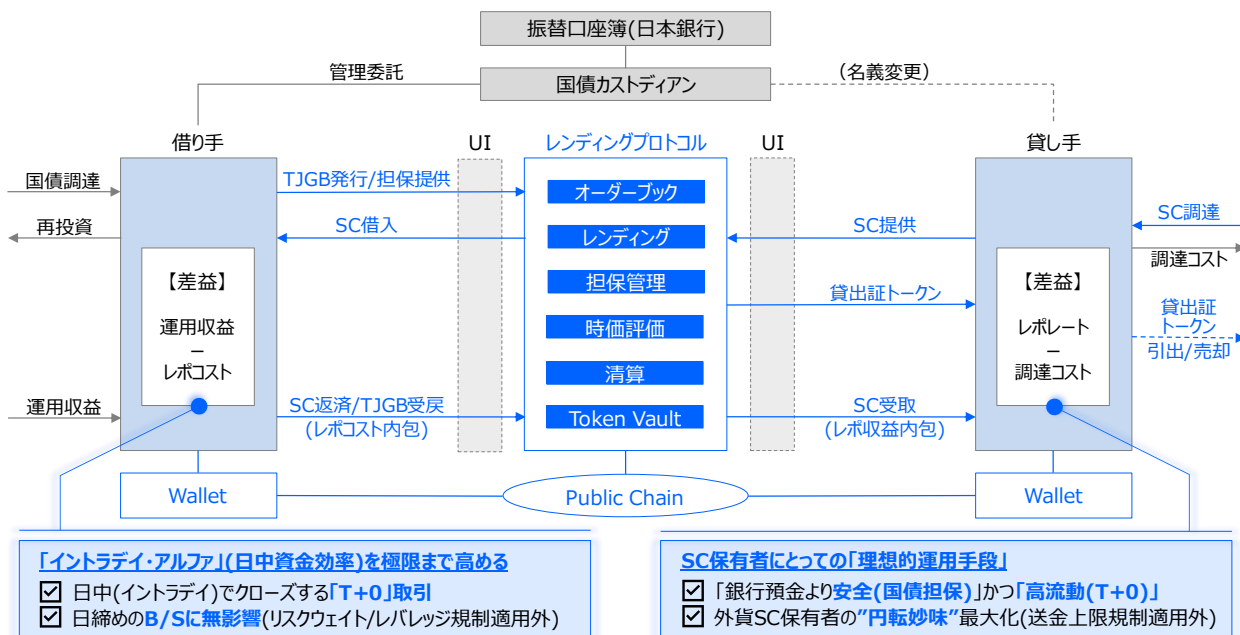 振替口座簿(日本銀行)
管理委託
国債カストディアン
（名義変更）
借り手
UI
レンディングプロトコル
UI
貸し手
国債調達
再投資
運用収益
【差益】
運用収益
–
レポコスト
TJGB発行/担保提供
SC借入
SC返済/TJGB受戻
(レポコスト内包)
オーダーブック
レンディング
担保管理
時価評価
清算
Token Vault
SC提供
貸出証トークン
SC受取
(レポ収益内包)
【差益】
レポレート
–
調達コスト
SC調達
調達コスト
貸出証
トークン
引出/売却
Wallet
Public Chain
Wallet
「イントラデイ・アルファ」(日中資金効率)を極限まで高める
☑ 日中(イントラデイ)でクローズする「T+0」取引
☑ 日締めのB/Sに無影響(リスクウェイト/レバレッジ規制適用外)
SC保有者にとっての「理想的運用手段」
☑ 「銀行預金より安全(国債担保)」かつ「高流動(T+0)」
☑ 外貨SC保有者の”円転妙味”最大化(送金上限規制適用外)